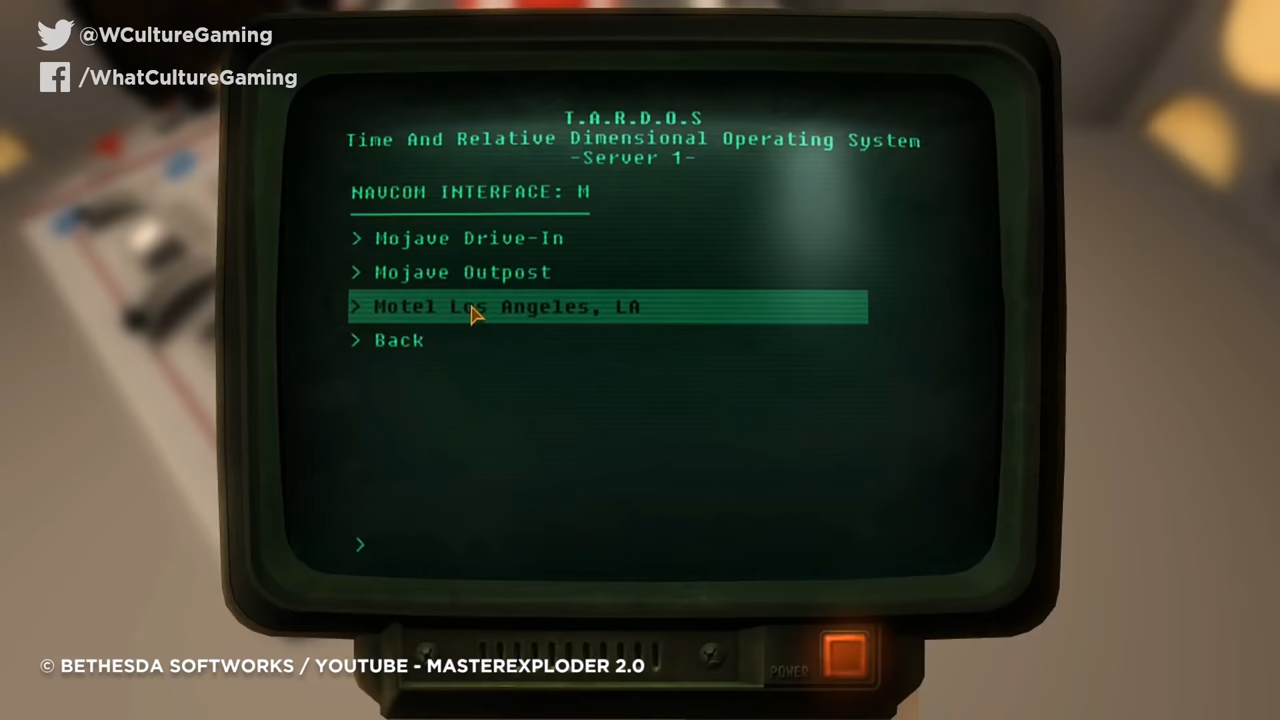 @WCultureGaming
/WhatCultureGaming
T.A.R.D.O.S
Time And Relative Dimensional Operating System
-Server 1-
NAVCOM INTERFACE: M
> Mojave Drive-In
> Mojave Outpost
> Motel Los Angeles, LA
> Back
>
POWER
© BETHESDA SOFTWORKS / YOUTUBE - MASTEREXPLODER 2.0